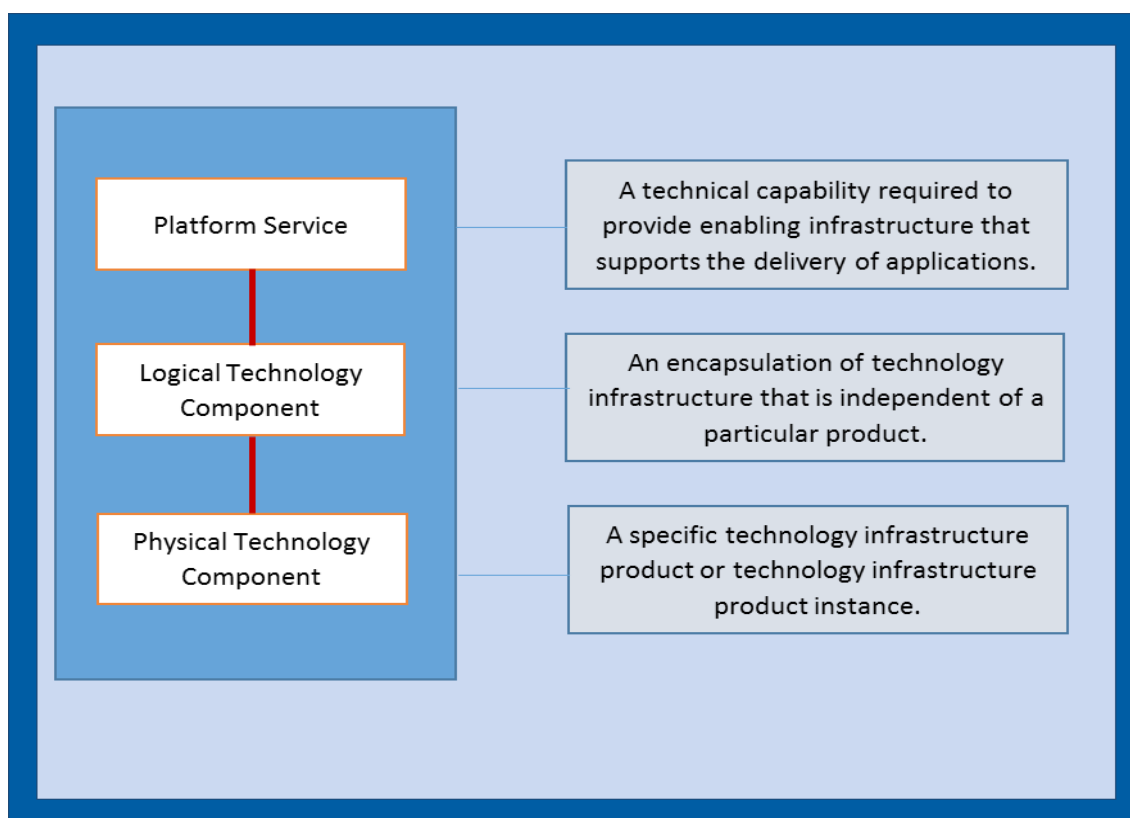 Platform Service
A technical capability required to
provide enabling infrastructure that
supports the delivery of applications.
Logical Technology
Component
An encapsulation of technology
infrastructure that is independent of a
particular product.
Physical Technology
Component
A specific technology infrastructure
product or technology infrastructure
product instance.